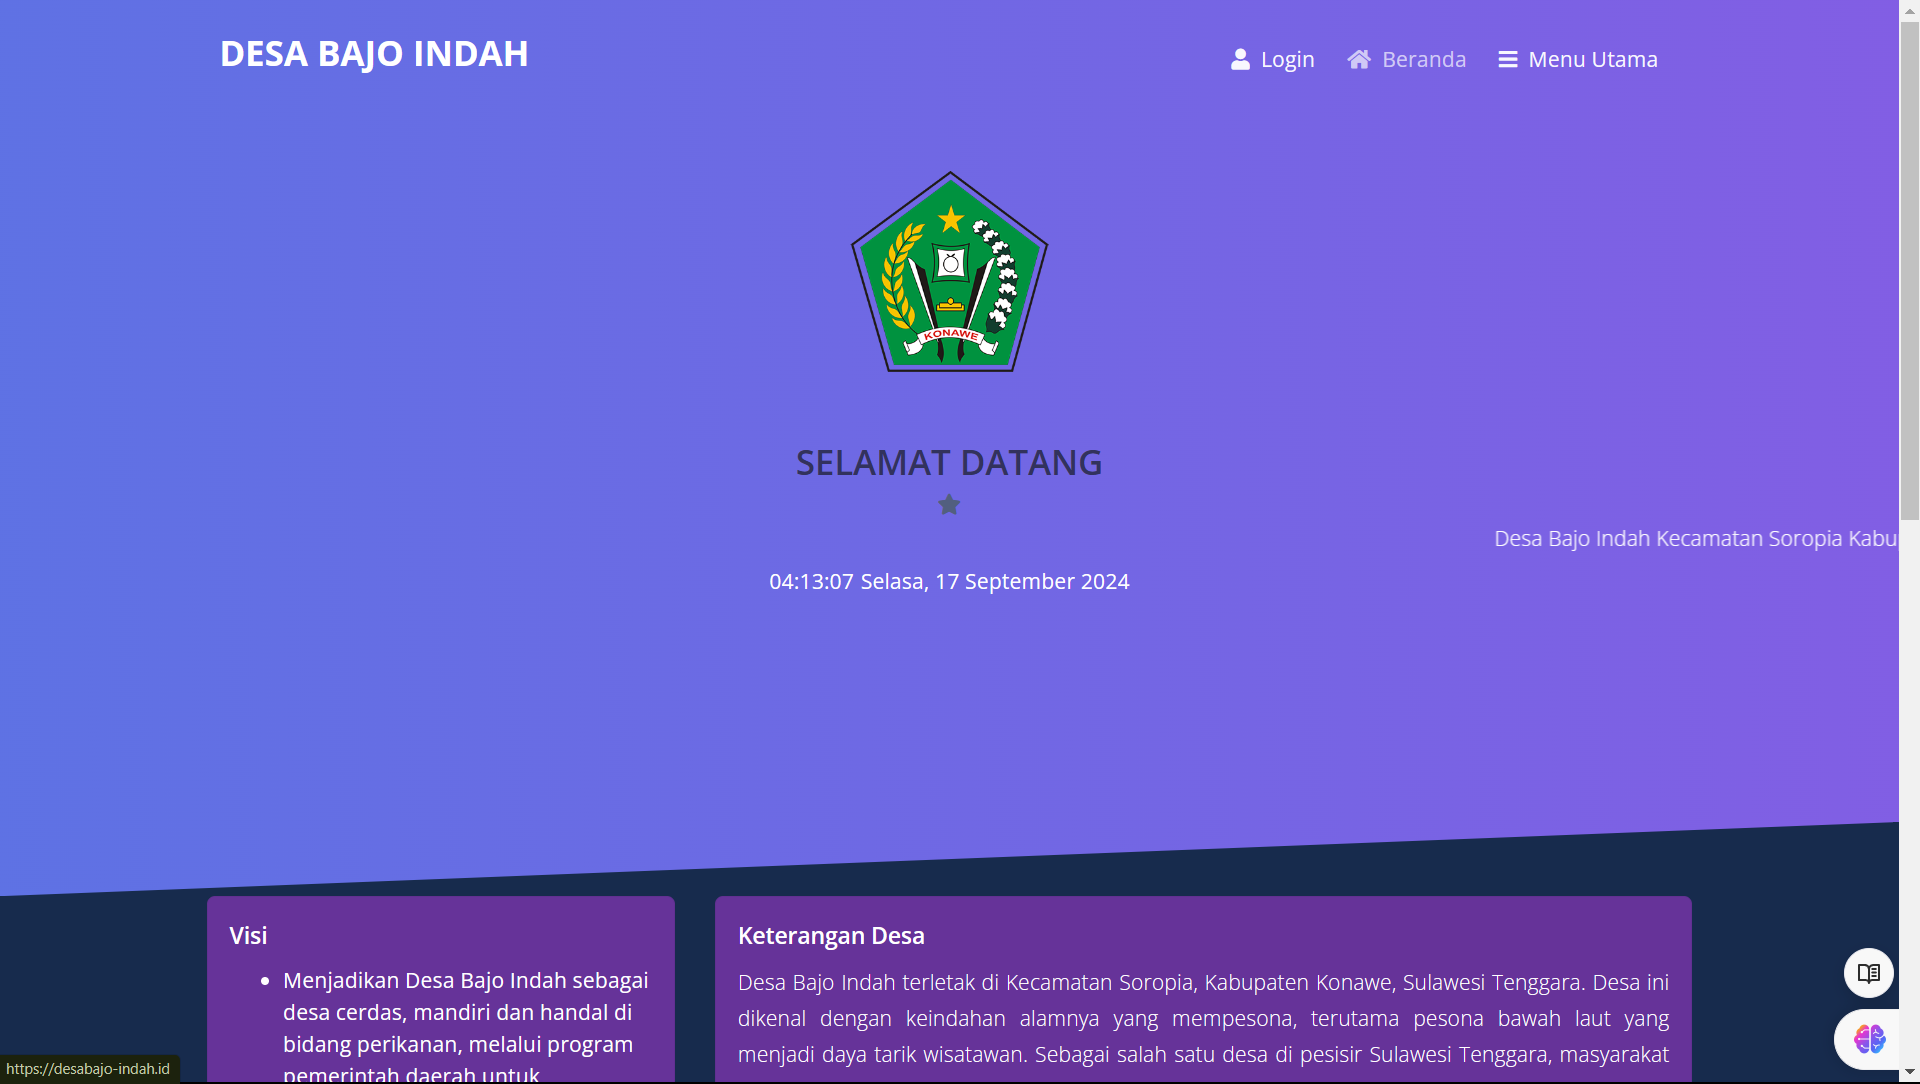 DESA BAJO INDAH
Login
Beranda
Menu Utama
KONAWE
SELAMAT DATANG
Desa Bajo Indah Kecamatan Soropia Kabu
04:13:07 Selasa, 17 September 2024
Visi
Menjadikan Desa Bajo Indah sebagai
desa cerdas, mandiri dan handal di
bidang perikanan, melalui program
pemerintah daerah untuk
Keterangan Desa
Desa Bajo Indah terletak di Kecamatan Soropia, Kabupaten Konawe, Sulawesi Tenggara. Desa ini
dikenal dengan keindahan alamnya yang mempesona, terutama pesona bawah laut yang
menjadi daya tarik wisatawan. Sebagai salah satu desa di pesisir Sulawesi Tenggara, masyarakat
https://desabajo-indah.id